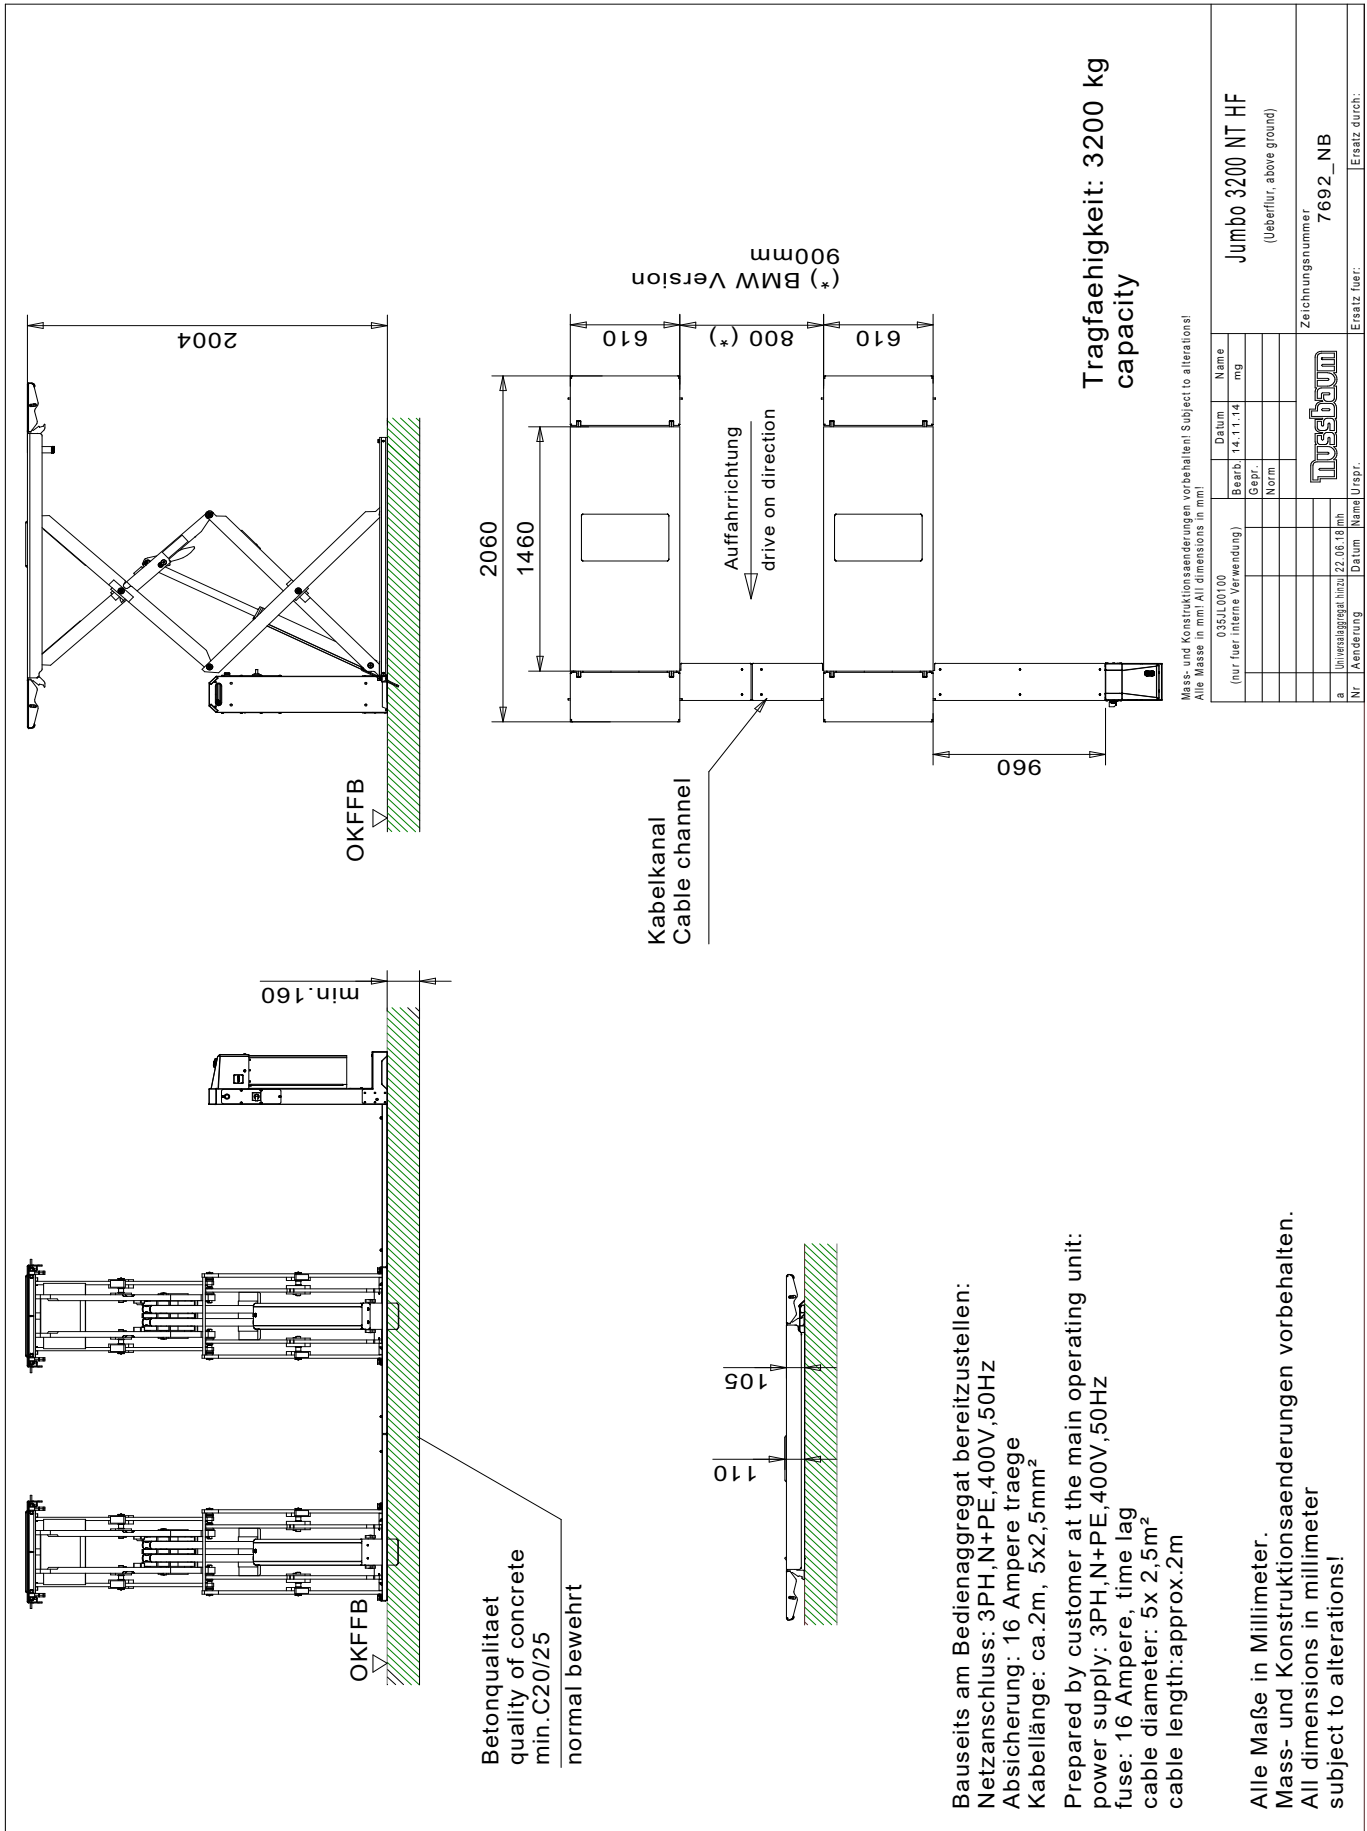 2004
OKFFB
min.160
OKFFB
Betonqualitaet
quality of concrete
min.C20/25
normal bewehrt
2060
1460
610
800 (*)
610
(*) BMW Version
900mm
Auffahrrichtung
drive on direction
Kabelkanal
Cable channel
960
105
110
Tragfaehigkeit: 3200 kg
capacity
Bauseits am Bedienaggregat bereitzustellen:
Netzanschluss: 3PH,N+PE,400V,50Hz
Absicherung: 16 Ampere traege
Kabellänge: ca.2m, 5x2,5mm²
Prepared by customer at the main operating unit:
power supply: 3PH,N+PE,400V,50Hz
fuse: 16 Ampere, time lag
cable diameter: 5x 2,5m²
cable length:approx.2m
Alle Maße in Millimeter.
Mass- und Konstruktionsaenderungen vorbehalten.
All dimensions in millimeter
subject to alterations!
Mass- und Konstruktionsaenderungen vorbehalten! Subject to alterations!
Alle Masse in mm! All dimensions in mm!
035JL00100
(nur fuer interne Verwendung)
Datum Name
Bearb. 14.11.14 mg
Gepr.
Norm
Jumbo 3200 NT HF
(Ueberflur, above ground)
Nussbaum
Zeichnungsnummer
7692_NB
a Universalaggregat hinzu 22.06.18 mh
Nr Aenderung Datum Name Urspr. Ersatz fuer: Ersatz durch: